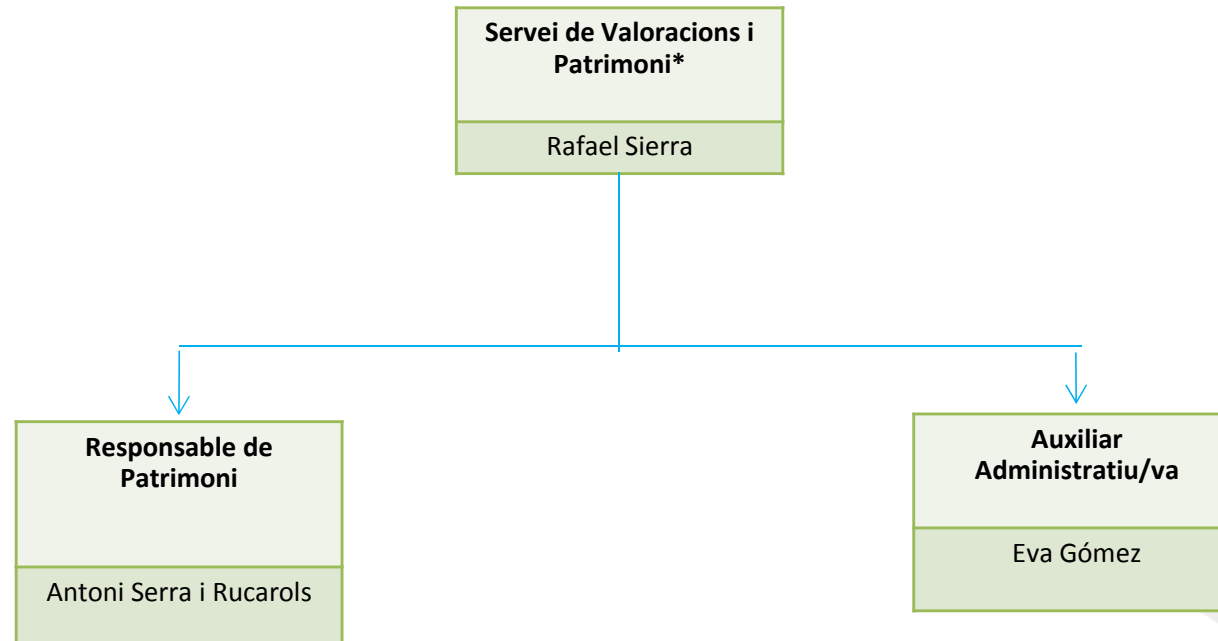 Servei de Valoracions i
Patrimoni*
Rafael Sierra
Responsable de
Patrimoni
Antoni Serra i Rucarols
Auxiliar
Administratiu/va
Eva Gómez